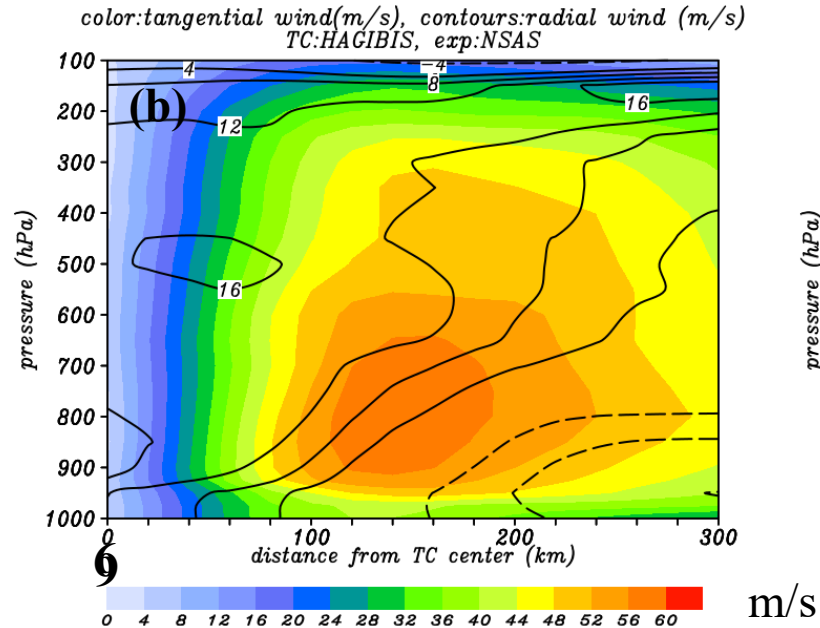 color:tangential wind(m/s), contours:radial wind (m/s)
TC:HAGIBIS, exp:NSAS
(b)
100
200
300
400
500
600
700
800
900
1000
pressure (hPa)
4
-4
8
12
16
16
0
100
200
300
distance from TC center (km)
pressure (hPa)
0 4 8 12 16 20 24 28 32 36 40 44 48 52 56 60
m/s